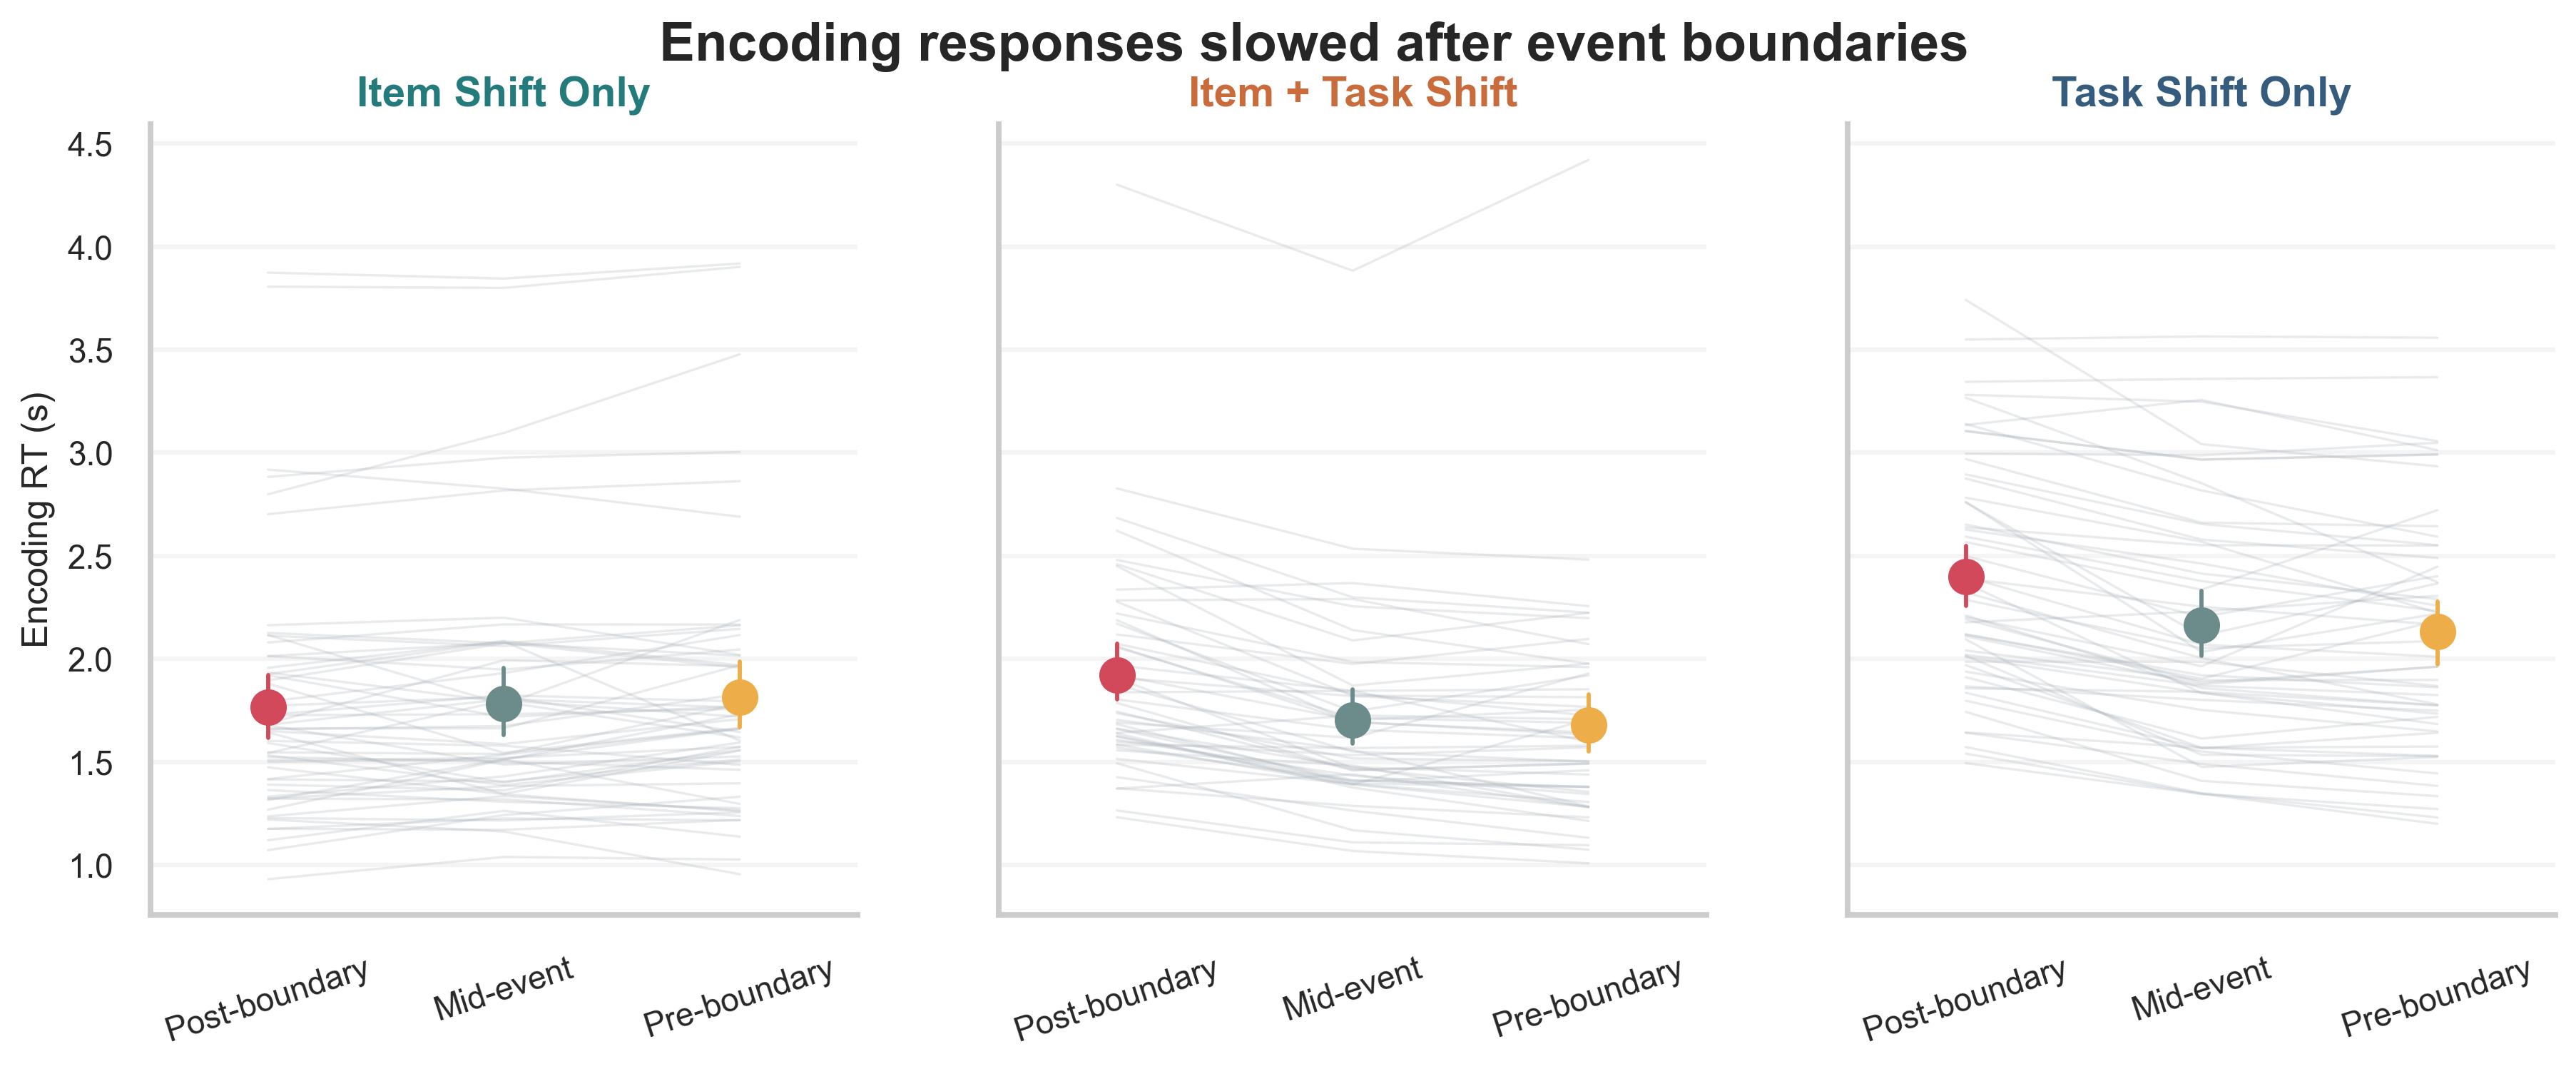 Encoding responses slowed after event boundaries
Item Shift Only
Item + Task Shift
Task Shift Only
Encoding RT (s)
4.5
4.0
3.5
3.0
2.5
2.0
1.5
1.0
Post-boundary
Mid-event
Pre-boundary
Post-boundary
Mid-event
Pre-boundary
Post-boundary
Mid-event
Pre-boundary